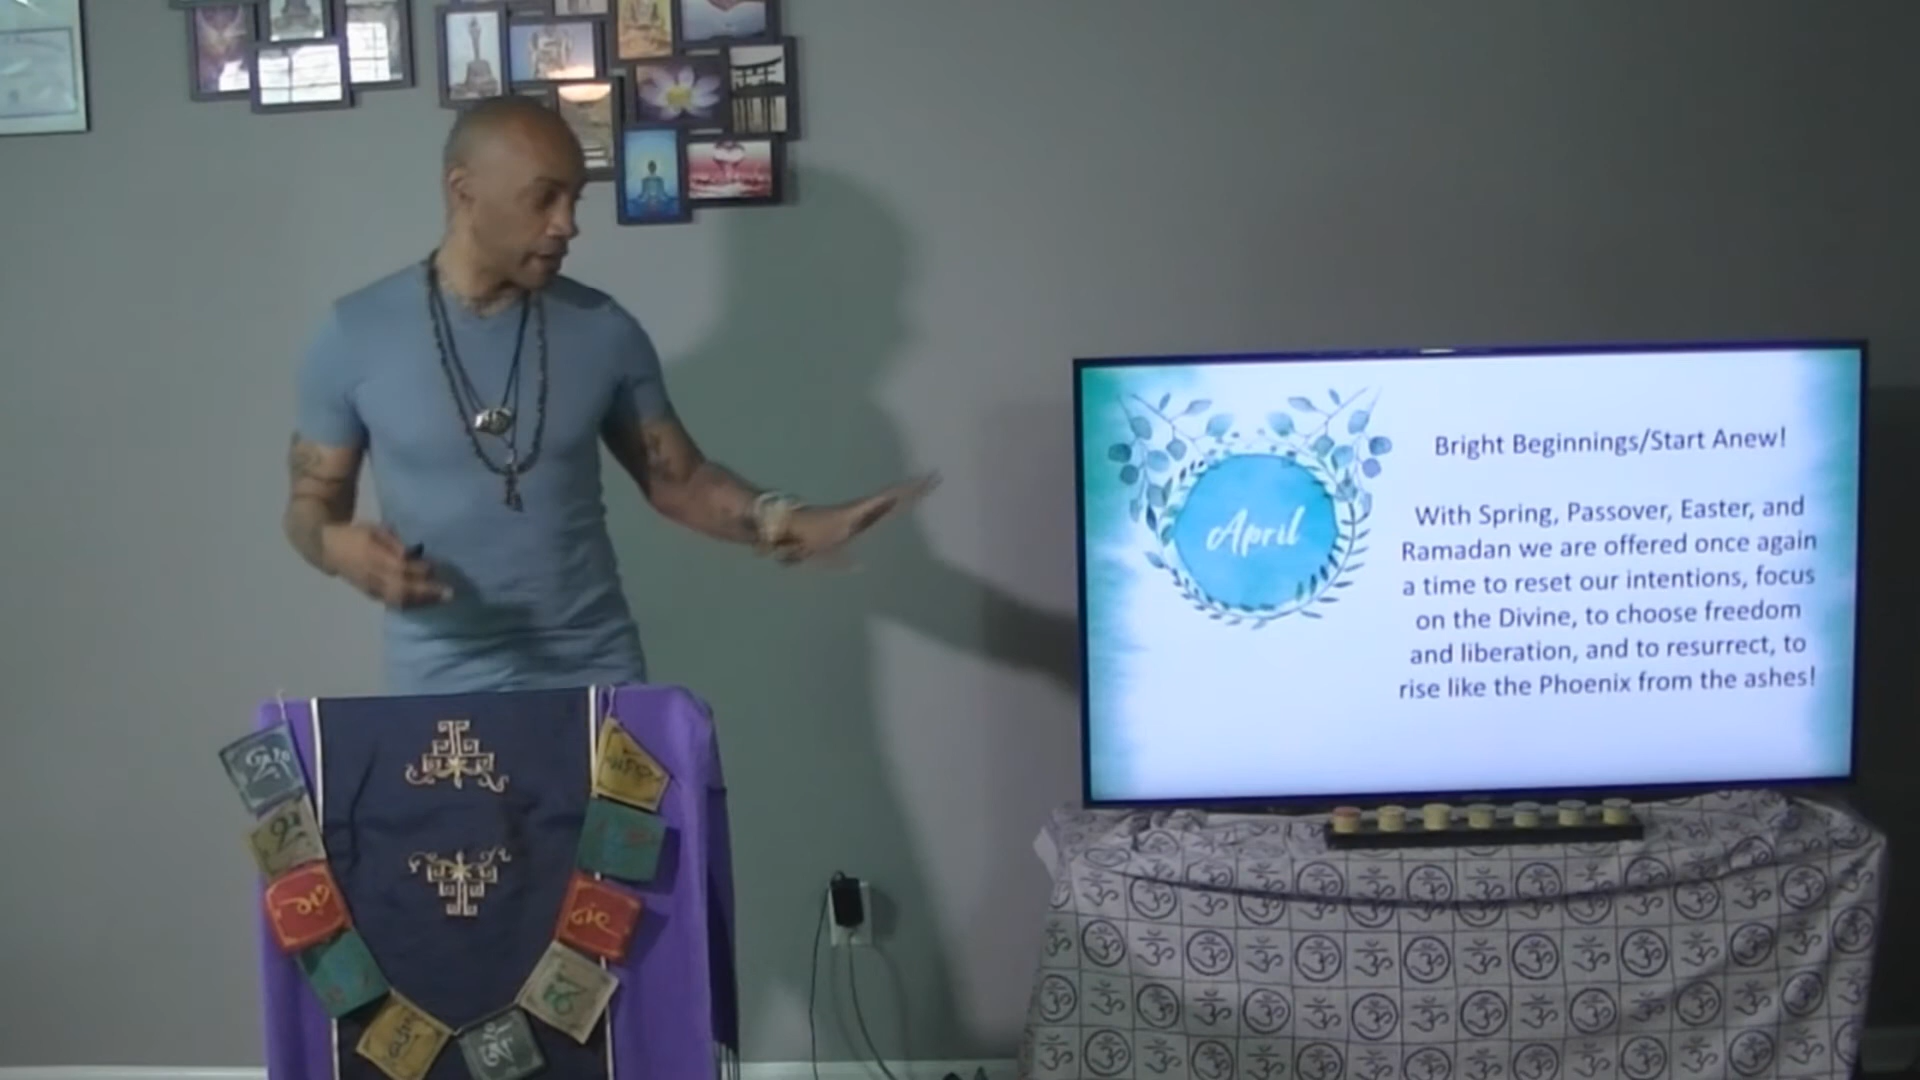 April
Bright Beginnings/Start Anew!
With Spring, Passover, Easter, and
Ramadan we are offered once again
a time to reset our intentions, focus
on the Divine, to choose freedom
and liberation, and to resurrect, to
rise like the Phoenix from the ashes!